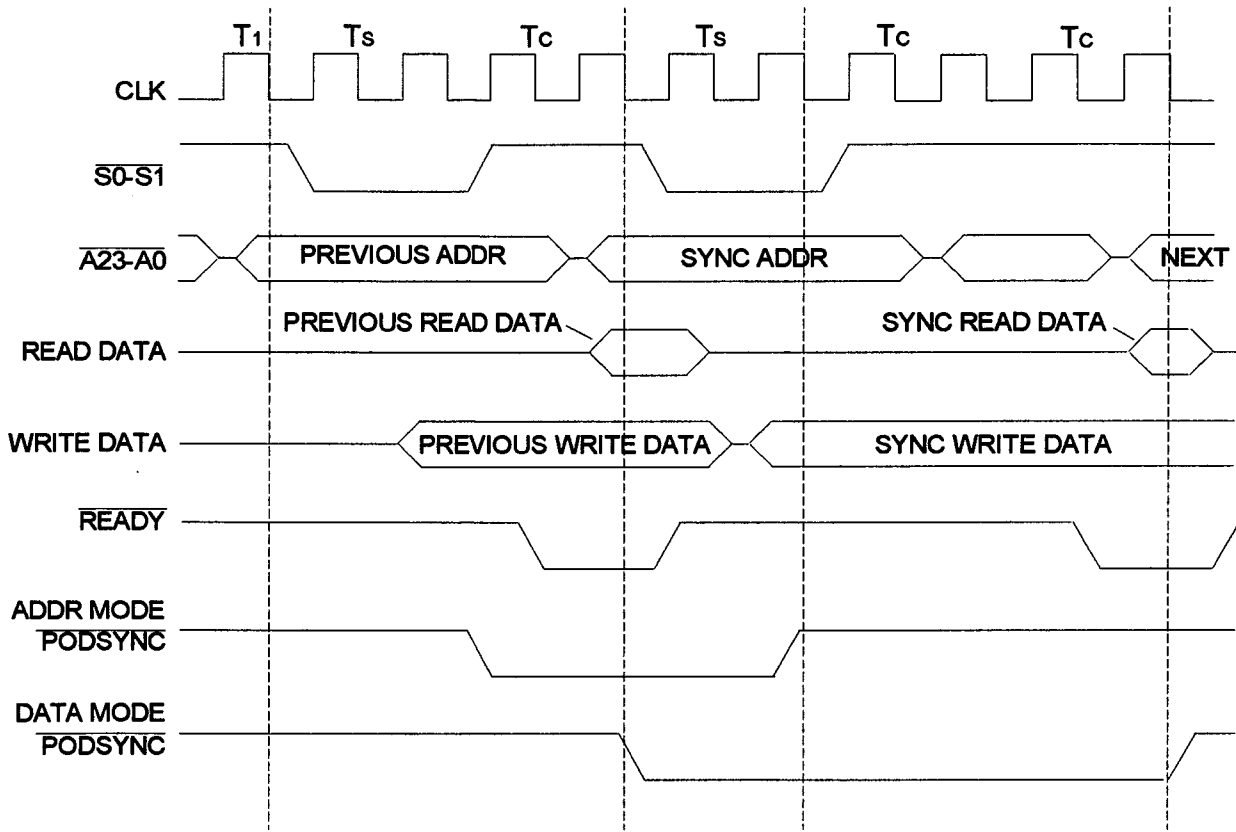 T1 Ts Tc Ts Tc Tc
CLK
S0-S1
A23-A0 PREVIOUS ADDR SYNC ADDR NEXT
PREVIOUS READ DATA SYNC READ DATA
READ DATA
WRITE DATA PREVIOUS WRITE DATA SYNC WRITE DATA
READY
ADDR MODE
PODSYNC
DATA MODE
PODSYNC